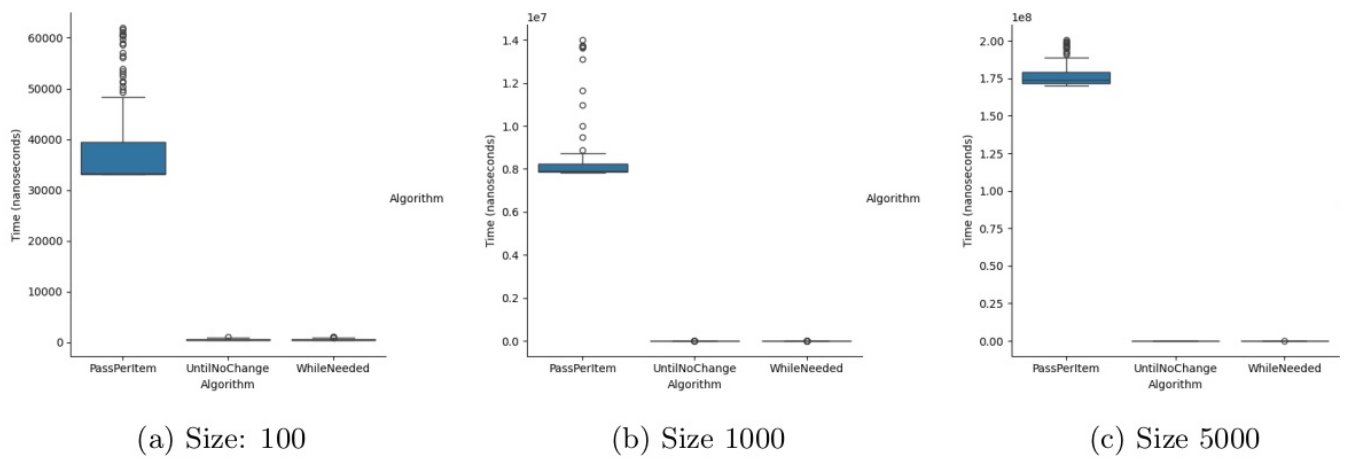 60000
50000
40000
30000
20000
10000
0
Time (nanoseconds)
PassPerItem UntilNoChange WhileNeeded
Algorithm
Algorithm
(a) Size: 100
1e7
1.4
1.2
1.0
0.8
0.6
0.4
0.2
0.0
Time (nanoseconds)
PassPerItem UntilNoChange WhileNeeded
Algorithm
Algorithm
(b) Size 1000
1e8
2.00
1.75
1.50
1.25
1.00
0.75
0.50
0.25
0.00
Time (nanoseconds)
PassPerItem UntilNoChange WhileNeeded
Algorithm
(c) Size 5000